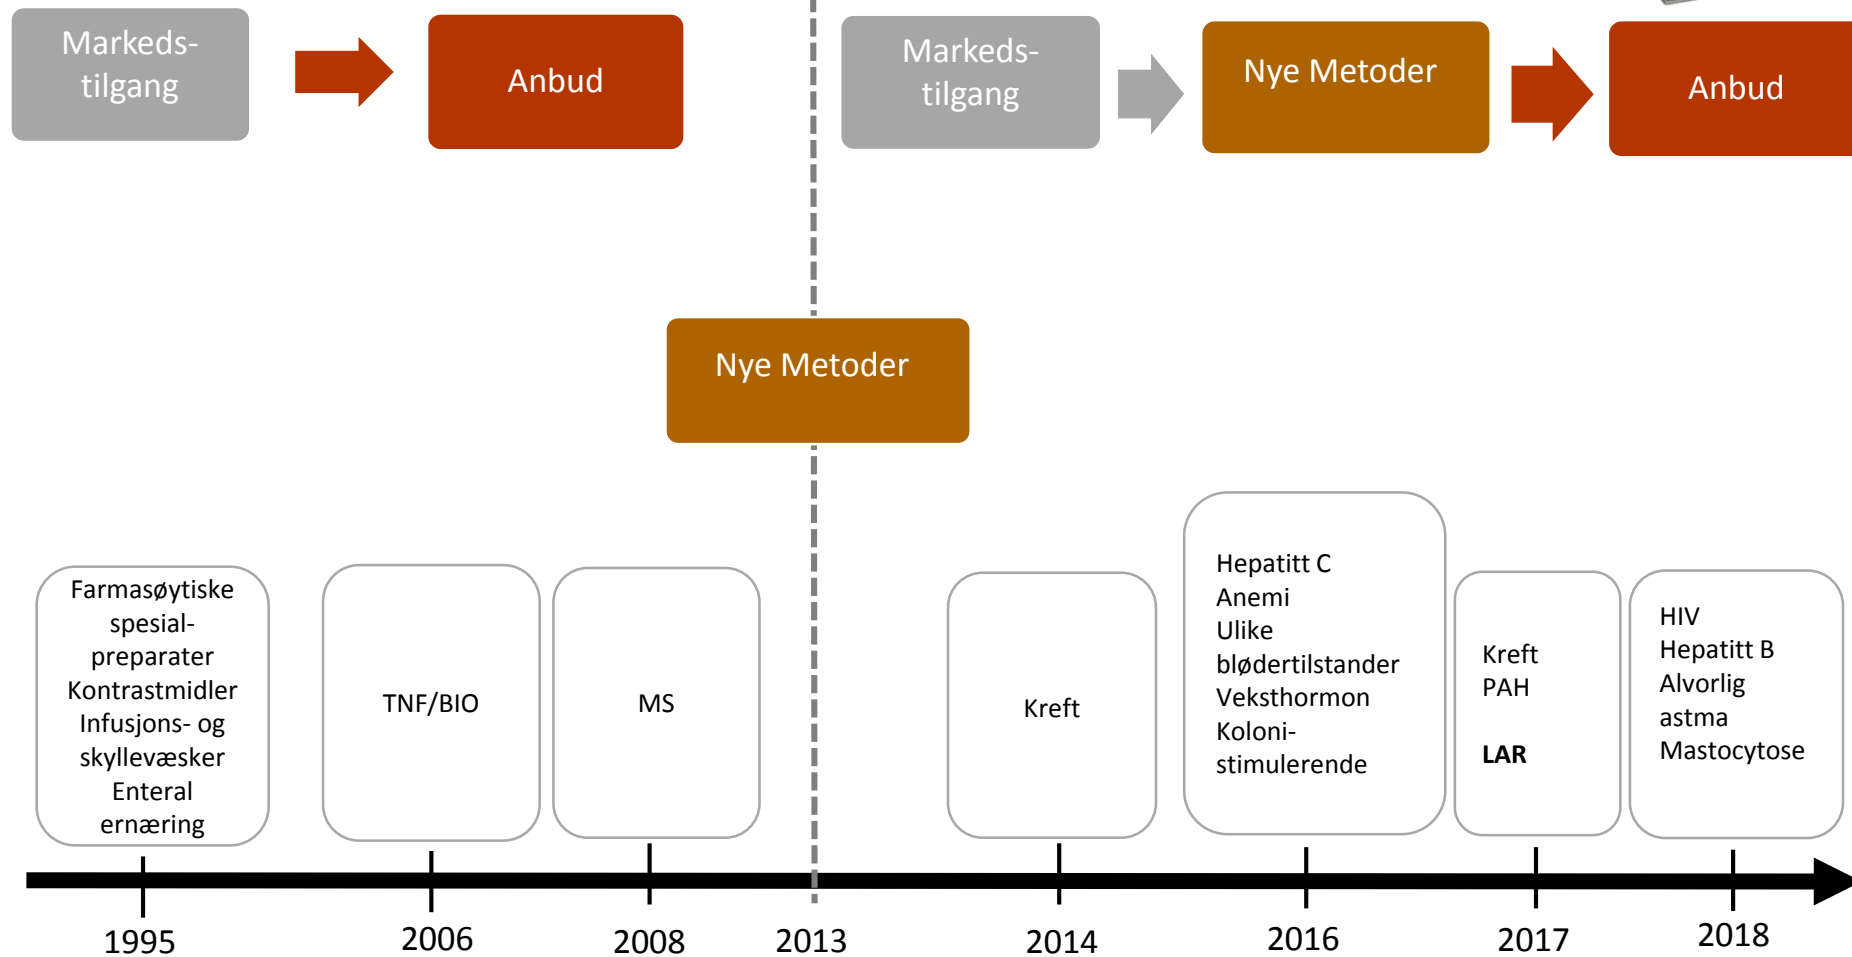 Markeds-
tilgang
Anbud
Markeds-
tilgang
Nye Metoder
Anbud
Nye Metoder
Farmasøytiske
spesial-
preparater
Kontrastmidler
Infusjons- og
skyllevæsker
Enteral
ernæring
TNF/BIO
MS
Kreft
Hepatitt C
Anemi
Ulike
blødertilstander
Veksthormon
Koloni-
stimulerende
Kreft
PAH
LAR
HIV
Hepatitt B
Alvorlig
astma
Mastocytose
1995
2006
2008
2013
2014
2016
2017
2018